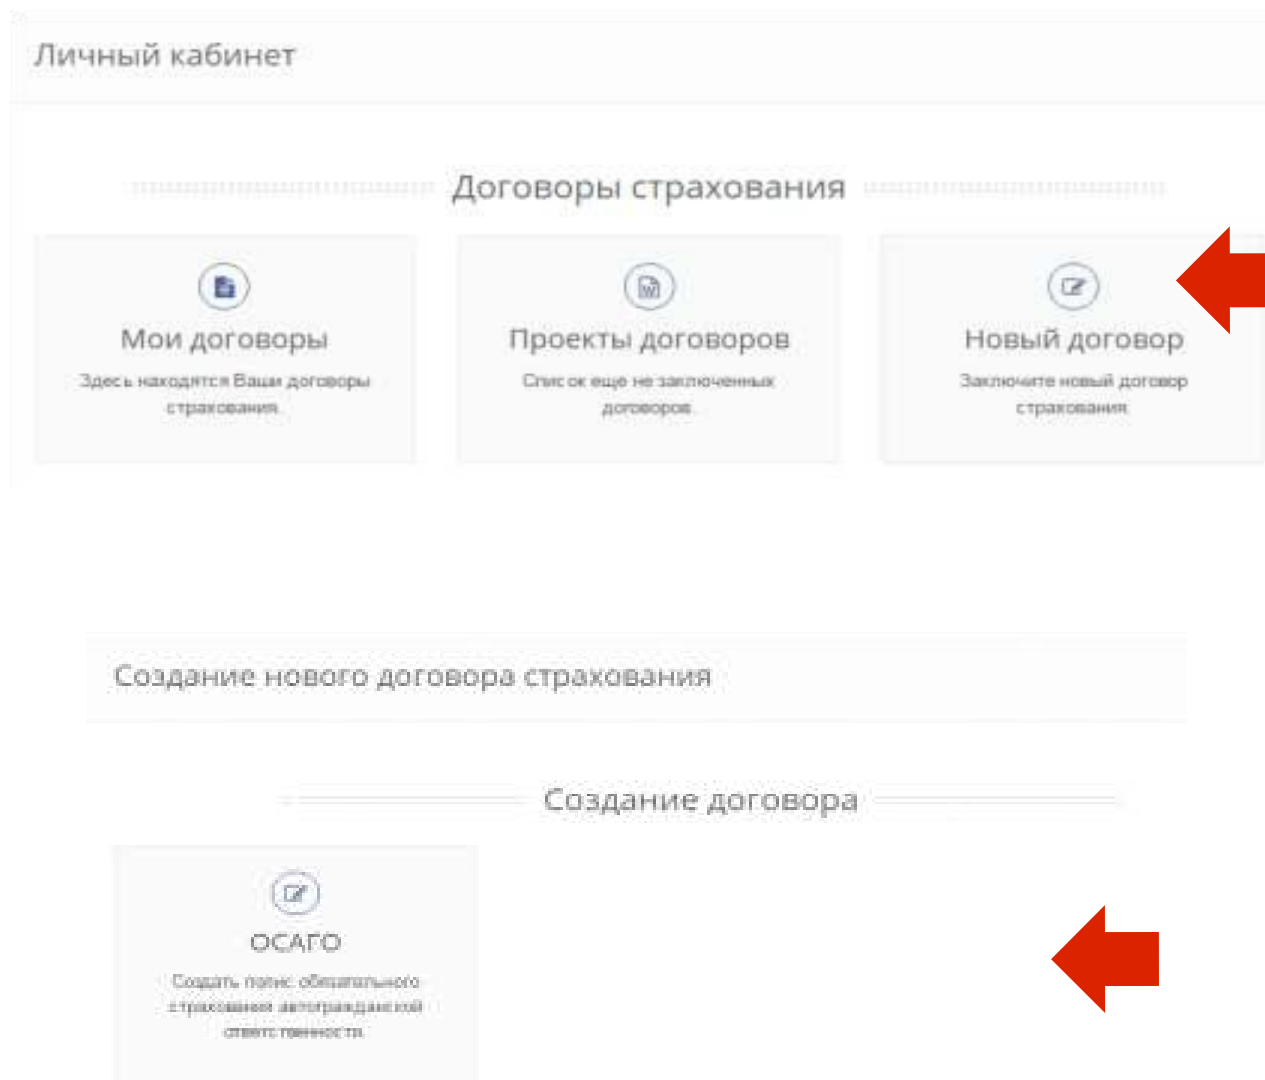 Личный кабинет
Договоры страхования
Мои договоры
Здесь находятся Ваши договоры
страхования.
Проекты договоров
Список еще не заключенных
договоров.
Новый договор
Заключите новый договор
страхования.
Создание нового договора страхования
Создание договора
ОСАГО
Создать полис обязательного
страхования автогражданской
ответственности.